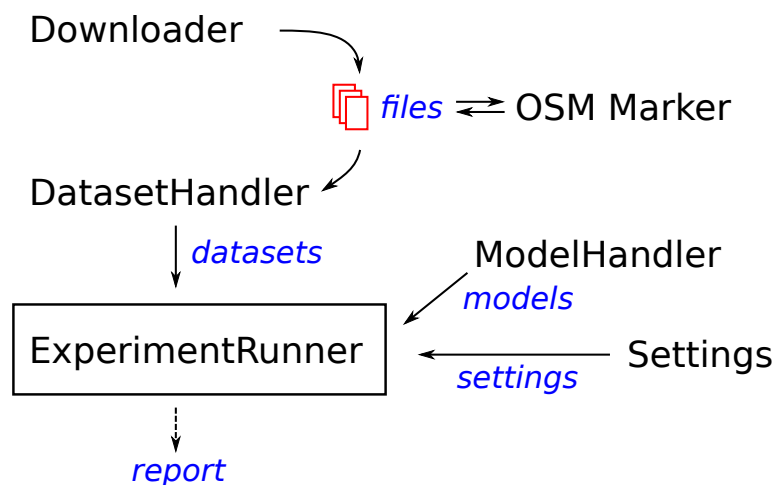 Downloader
files
OSM Marker
DatasetHandler
datasets
ModelHandler
models
ExperimentRunner
Settings
settings
report